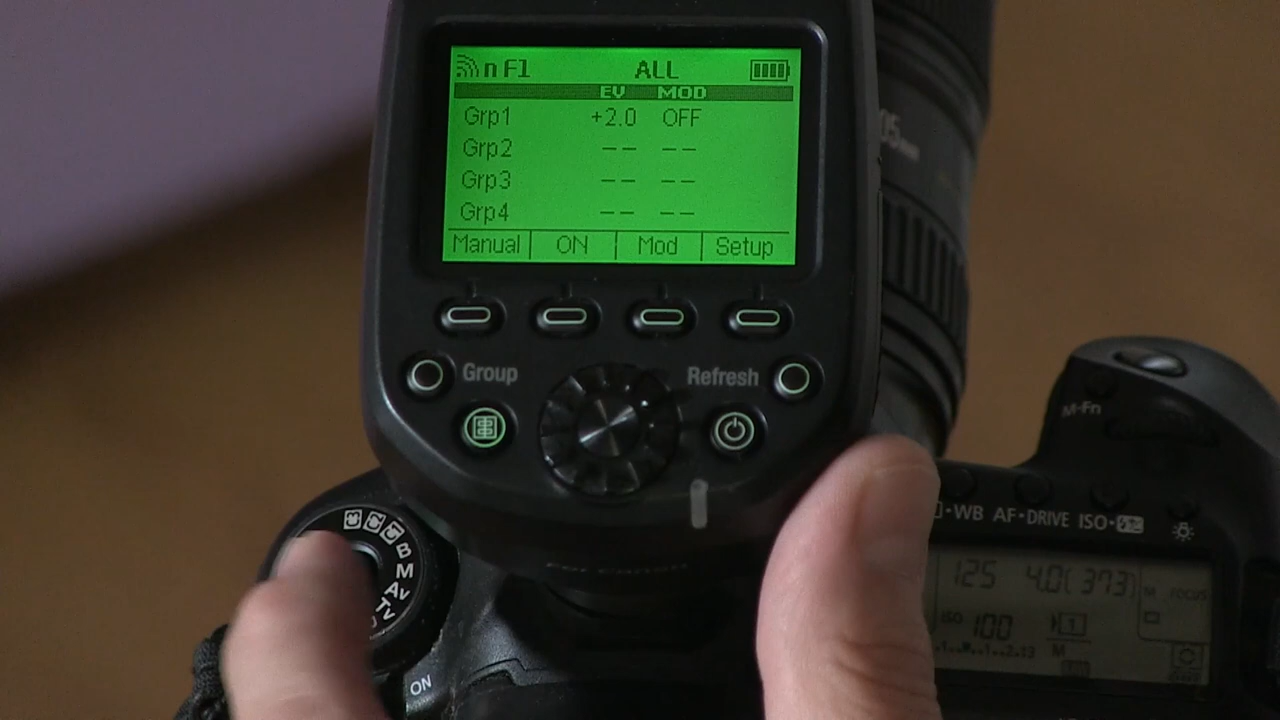 n F1 ALL
EV MOD
Grp1 +2.0 OFF
Grp2 -- --
Grp3 -- --
Grp4 -- --
Manual ON Mod Setup
Group Refresh
M-Fn
B
M
Av
Tv
ON
•WB AF•DRIVE ISO•
125 4.0 (373)
M FOCUS
ISO 100 1
M